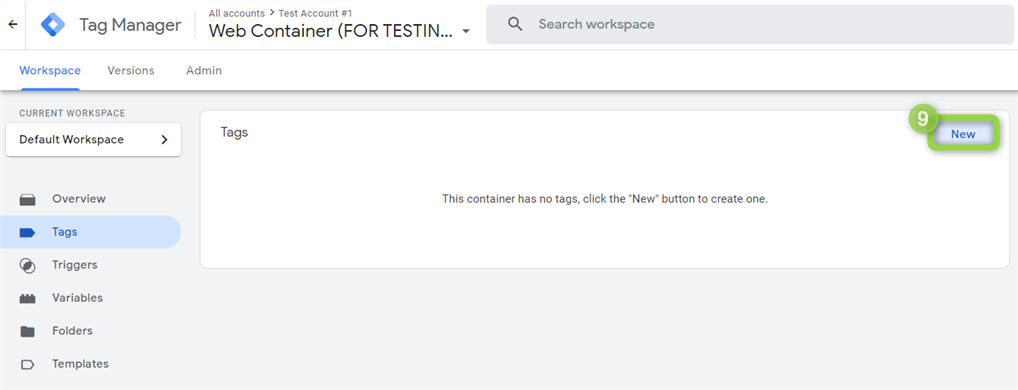 All accounts > Test Account #1
Tag Manager
Web Container (FOR TESTIN...
Search workspace
Workspace
Versions
Admin
CURRENT WORKSPACE
Default Workspace
Tags
9
New
This container has no tags, click the "New" button to create one.
Overview
Tags
Triggers
Variables
Folders
Templates